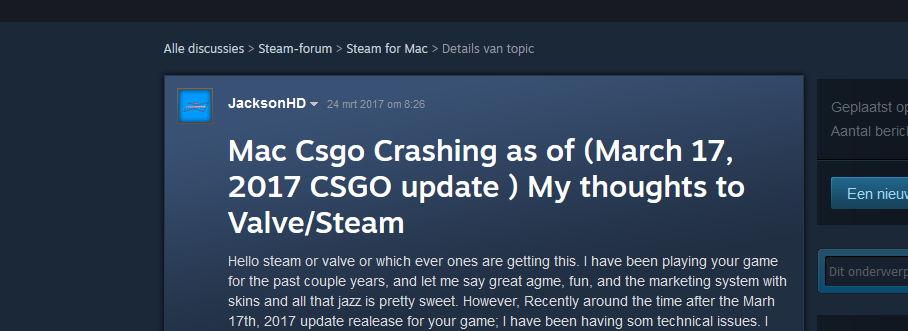 Alle discussies > Steam-forum > Steam for Mac > Details van topic
JacksonHD 24 mrt 2017 om 8:26
Geplaatst op
Aantal berich
Mac Csgo Crashing as of (March 17,
2017 CSGO update ) My thoughts to
Valve/Steam
Een nieuw
Hello steam or valve or which ever ones are getting this. I have been playing your game
for the past couple years, and let me say great agme, fun, and the marketing system with
Dit onderwerp
skins and all that jazz is pretty sweet. However, Recently around the time after the Marh
17th, 2017 update realease for your game; I have been having som technical issues. I